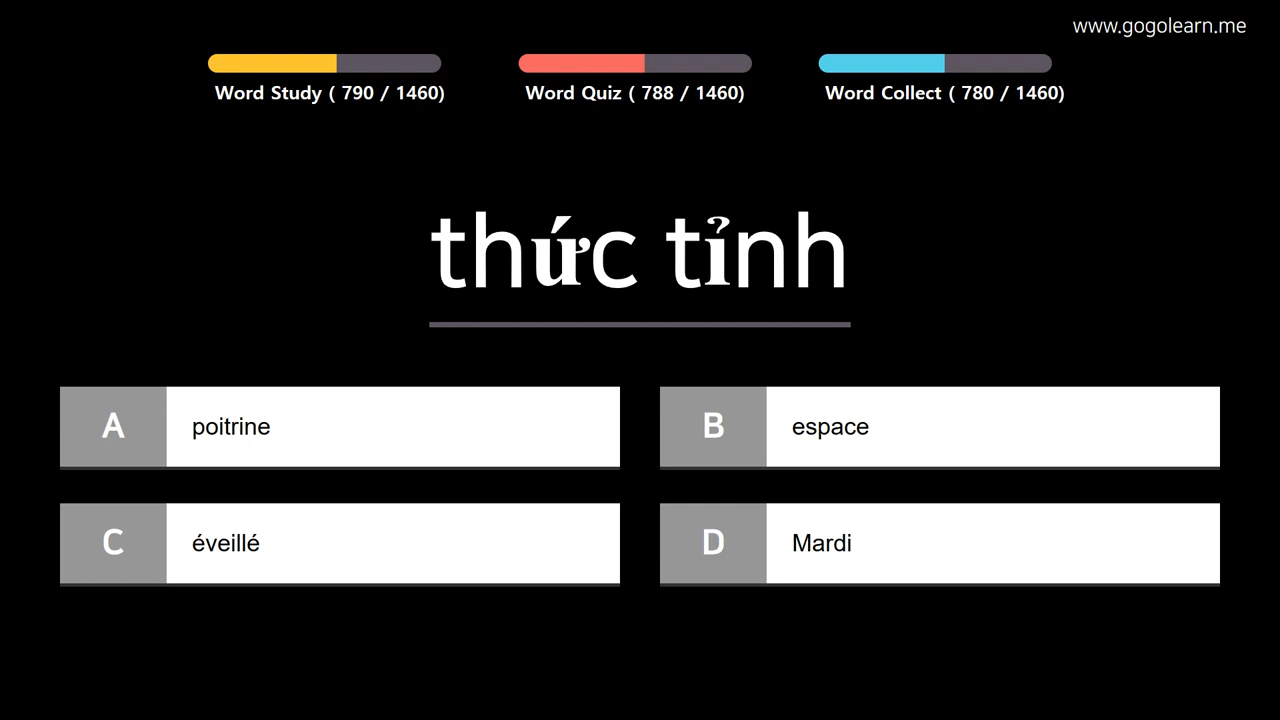 www.gogolearn.me
Word Study ( 790 / 1460)
Word Quiz ( 788 / 1460)
Word Collect ( 780 / 1460)
thức tỉnh
A poitrine
B espace
C éveillé
D Mardi